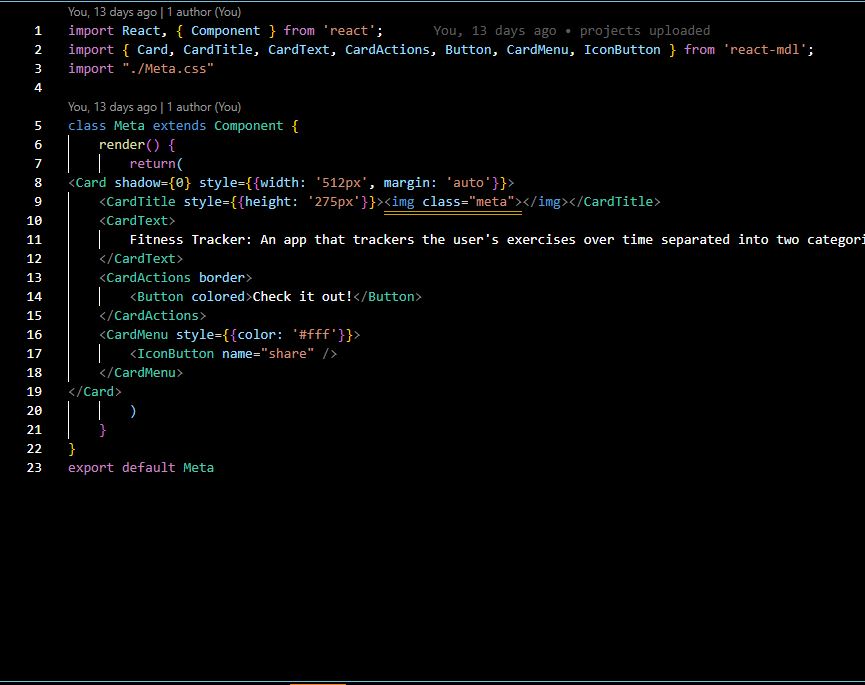 You, 13 days ago | 1 author (You)
1 import React, { Component } from 'react'; You, 13 days ago • projects uploaded
2 import { Card, CardTitle, CardText, CardActions, Button, CardMenu, IconButton } from 'react-mdl';
3 import "./Meta.css"
4
You, 13 days ago | 1 author (You)
5 class Meta extends Component {
6 render() {
7 return(
8 <Card shadow={0} style={{width: '512px', margin: 'auto'}}>
9 <CardTitle style={{height: '275px'}}><img class="meta"></img></CardTitle>
10 <CardText>
11 Fitness Tracker: An app that trackers the user's exercises over time separated into two categori
12 </CardText>
13 <CardActions border>
14 <Button colored>Check it out!</Button>
15 </CardActions>
16 <CardMenu style={{color: '#fff'}}>
17 <IconButton name="share" />
18 </CardMenu>
19 </Card>
20 )
21 }
22 }
23 export default Meta